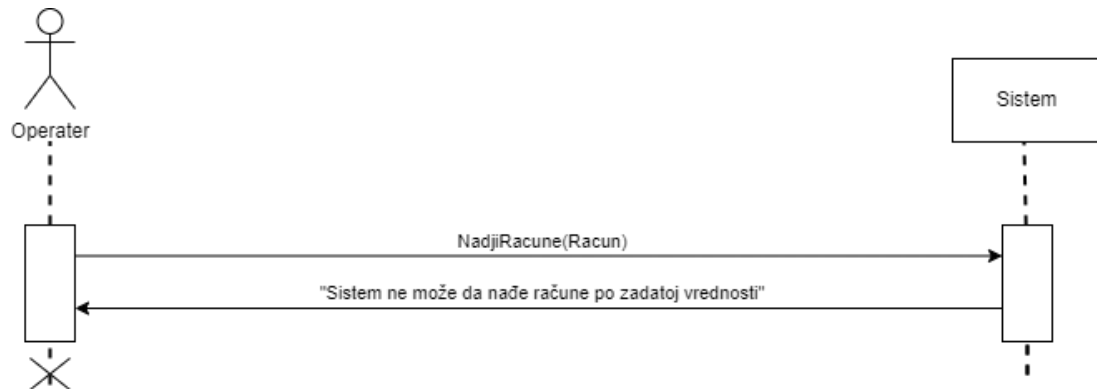 Operater
Sistem
NadjiRacune(Racun)
"Sistem ne može da nađe račune po zadatoj vrednosti"